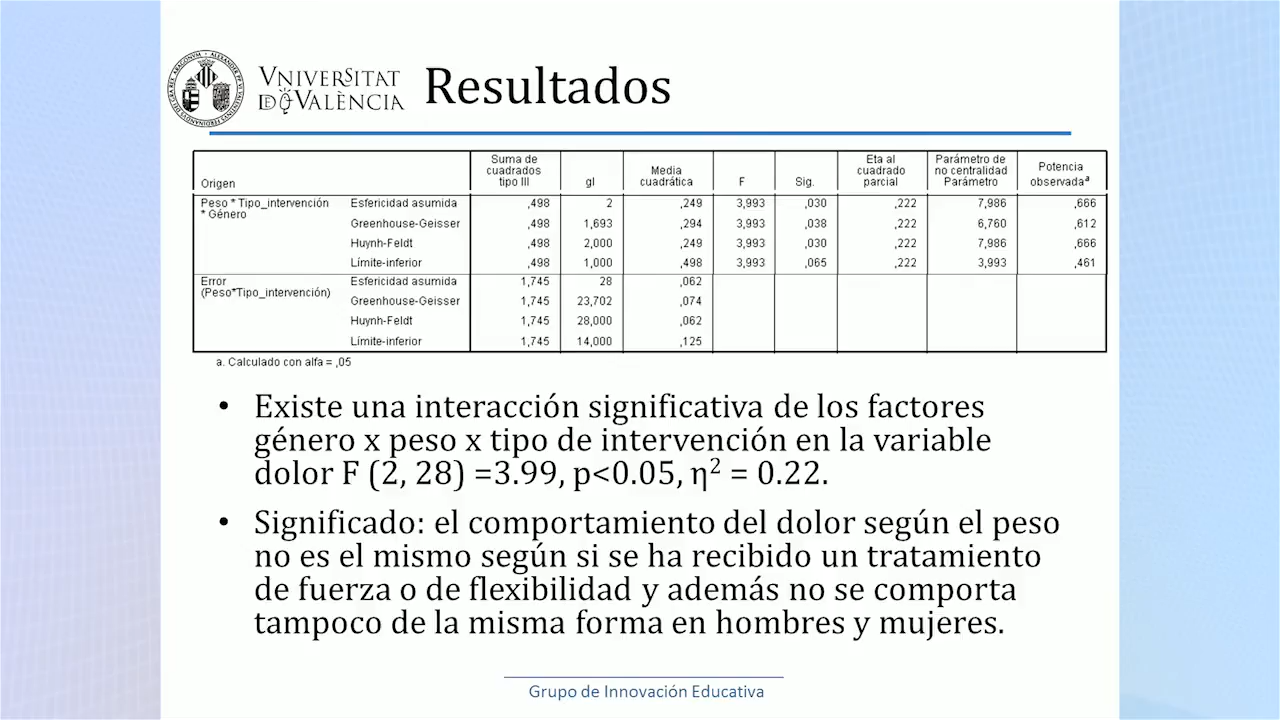 VNIVERSITAT
DE VALÈNCIA
Resultados
Origen Suma de cuadrados tipo III gl Media cuadrática F Sig. Eta al cuadrado parcial Parámetro de no centralidad Parámetro Potencia observadaª
Peso * Tipo_intervención * Género Esfericidad asumida ,498 2 ,249 3,993 ,030 ,222 7,986 ,666
Greenhouse-Geisser ,498 1,693 ,294 3,993 ,038 ,222 6,760 ,612
Huynh-Feldt ,498 2,000 ,249 3,993 ,030 ,222 7,986 ,666
Límite-inferior ,498 1,000 ,498 3,993 ,065 ,222 3,993 ,461
Error (Peso*Tipo_intervención) Esfericidad asumida 1,745 28 ,062
Greenhouse-Geisser 1,745 23,702 ,074
Huynh-Feldt 1,745 28,000 ,062
Límite-inferior 1,745 14,000 ,125
a. Calculado con alfa = ,05
• Existe una interacción significativa de los factores
género x peso x tipo de intervención en la variable
dolor F (2, 28) =3.99, p<0.05, η² = 0.22.
• Significado: el comportamiento del dolor según el peso
no es el mismo según si se ha recibido un tratamiento
de fuerza o de flexibilidad y además no se comporta
tampoco de la misma forma en hombres y mujeres.
Grupo de Innovación Educativa